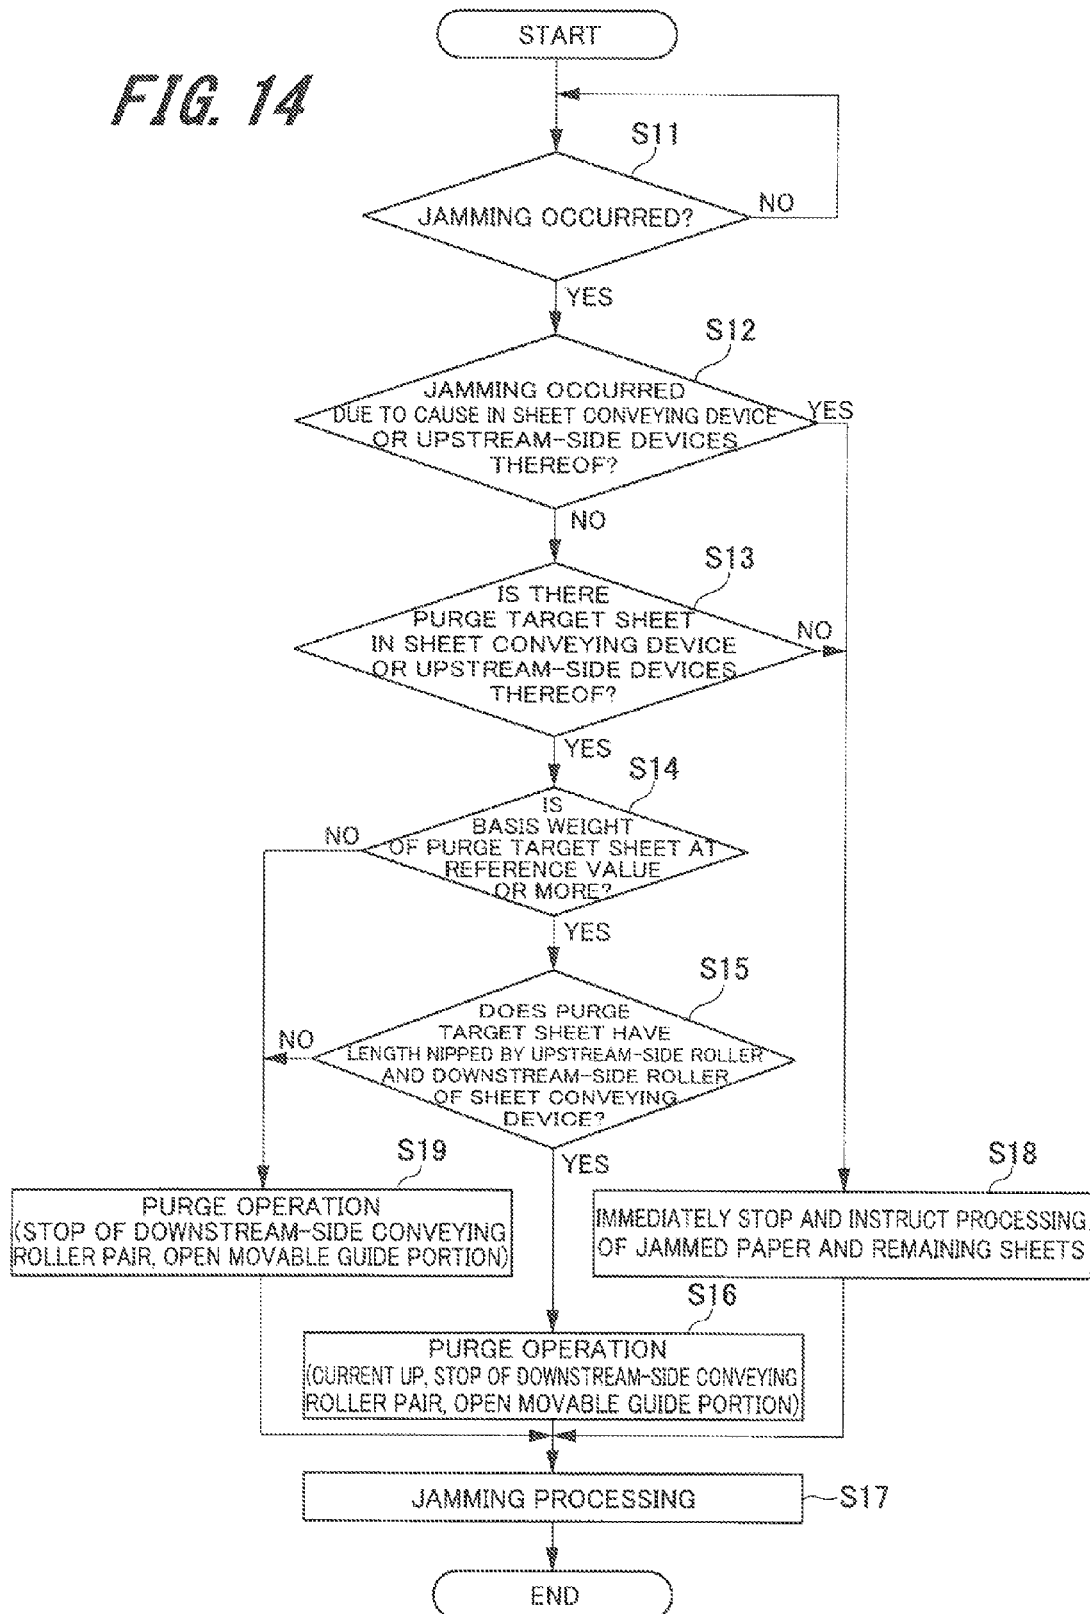 START
FIG. 14
S11
JAMMING OCCURRED?
NO
YES
S12
JAMMING OCCURRED
DUE TO CAUSE IN SHEET CONVEYING DEVICE
OR UPSTREAM-SIDE DEVICES
THEREOF?
YES
NO
S13
IS THERE
PURGE TARGET SHEET
IN SHEET CONVEYING DEVICE
OR UPSTREAM-SIDE DEVICES
THEREOF?
NO
YES
S14
IS
BASIS WEIGHT
OF PURGE TARGET SHEET AT
REFERENCE VALUE
OR MORE?
NO
YES
S15
DOES PURGE
TARGET SHEET HAVE
LENGTH NIPPED BY UPSTREAM-SIDE ROLLER
AND DOWNSTREAM-SIDE ROLLER
OF SHEET CONVEYING
DEVICE?
NO
YES
S19
PURGE OPERATION
(STOP OF DOWNSTREAM-SIDE CONVEYING
ROLLER PAIR, OPEN MOVABLE GUIDE PORTION)
S18
IMMEDIATELY STOP AND INSTRUCT PROCESSING
OF JAMMED PAPER AND REMAINING SHEETS
S16
PURGE OPERATION
(CURRENT UP, STOP OF DOWNSTREAM-SIDE CONVEYING
ROLLER PAIR, OPEN MOVABLE GUIDE PORTION)
JAMMING PROCESSING
S17
END